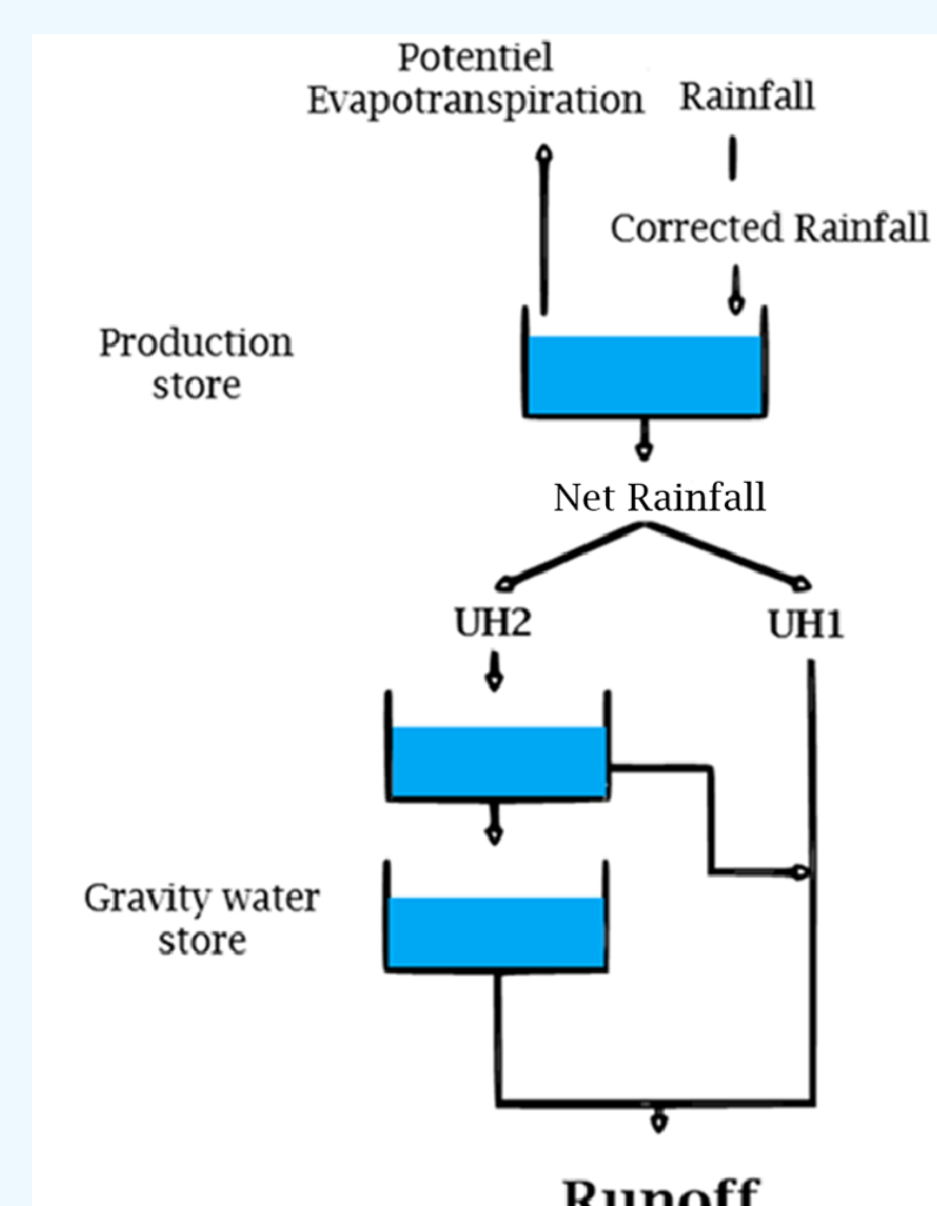 Potentiel
Evapotranspiration
Rainfall
Corrected Rainfall
Production
store
Net Rainfall
UH2
UH1
Gravity water
store
Runoff